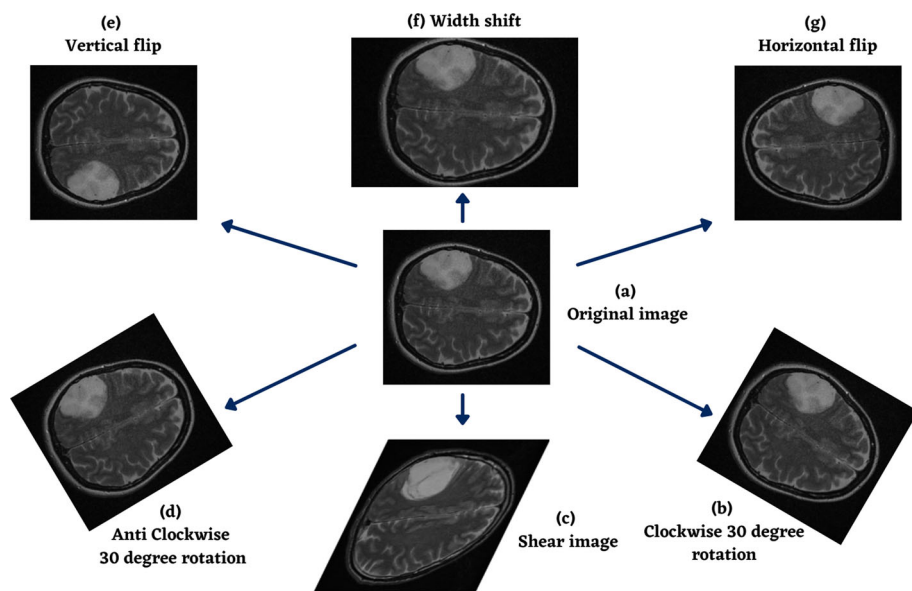 (e)
Vertical flip
(f) Width shift
(g)
Horizontal flip
(a)
Original image
(d)
Anti Clockwise
30 degree rotation
(c)
Shear image
(b)
Clockwise 30 degree
rotation